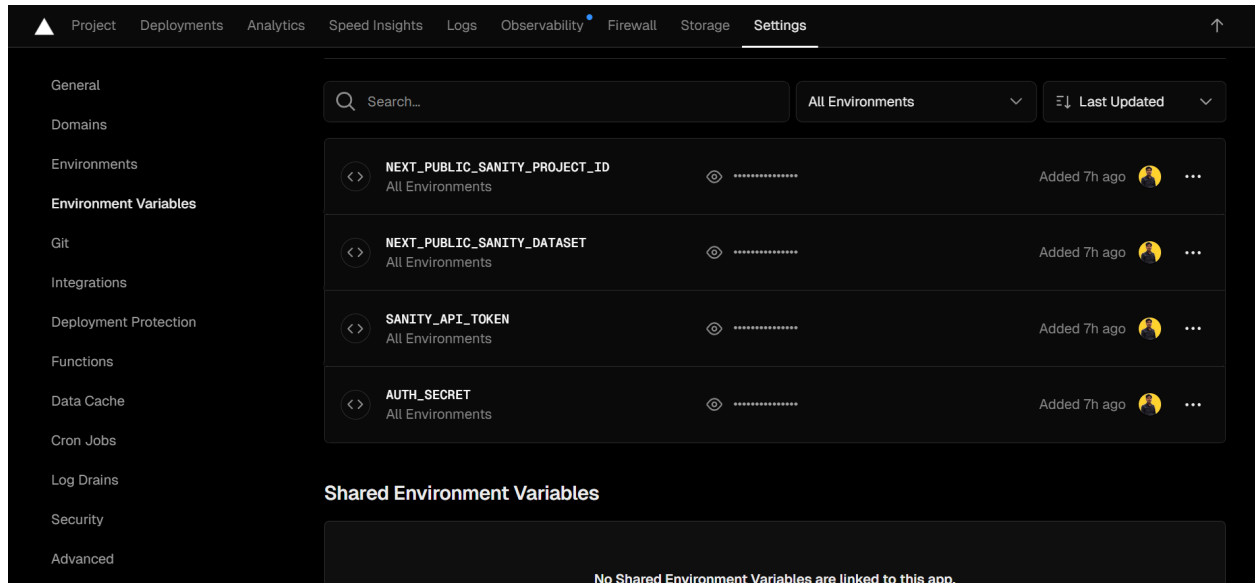 Project Deployments Analytics Speed Insights Logs Observability Firewall Storage Settings
General
Domains
Environments
Environment Variables
Git
Integrations
Deployment Protection
Functions
Data Cache
Cron Jobs
Log Drains
Security
Advanced
Search...
All Environments
Last Updated
NEXT_PUBLIC_SANITY_PROJECT_ID
All Environments
•••••••••••••••
Added 7h ago
NEXT_PUBLIC_SANITY_DATASET
All Environments
•••••••••••••••
Added 7h ago
SANITY_API_TOKEN
All Environments
•••••••••••••••
Added 7h ago
AUTH_SECRET
All Environments
•••••••••••••••
Added 7h ago
Shared Environment Variables
No Shared Environment Variables are linked to this app.